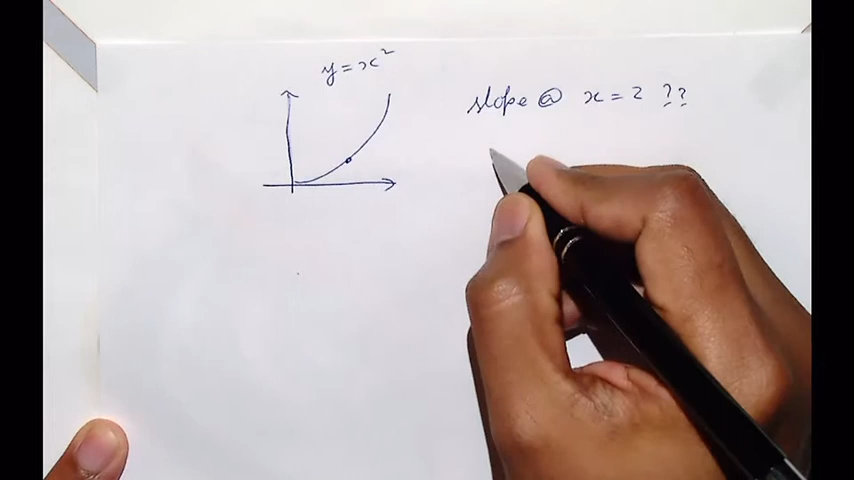 y = x²
slope @ x = 2 ??